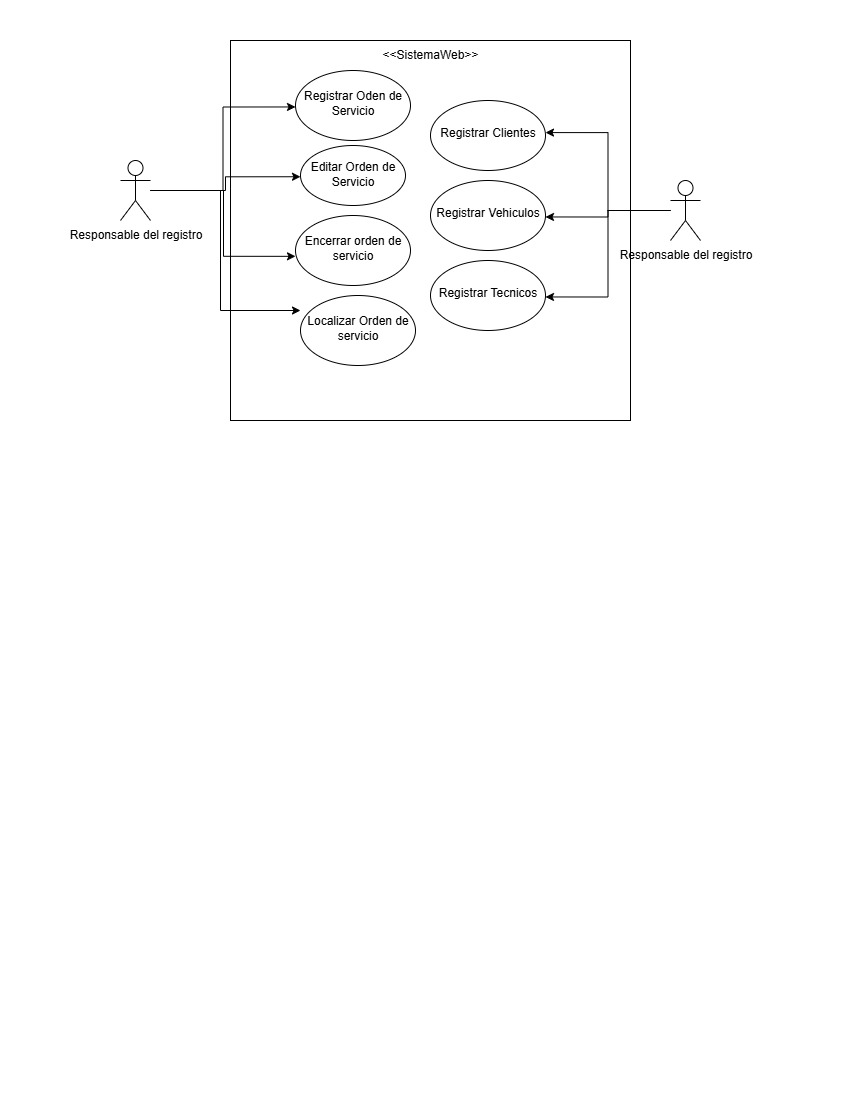 <<SistemaWeb>>
Registrar Oden de
Servicio
Editar Orden de
Servicio
Encerrar orden de
servicio
Localizar Orden de
servicio
Registrar Clientes
Registrar Vehiculos
Registrar Tecnicos
Responsable del registro
Responsable del registro